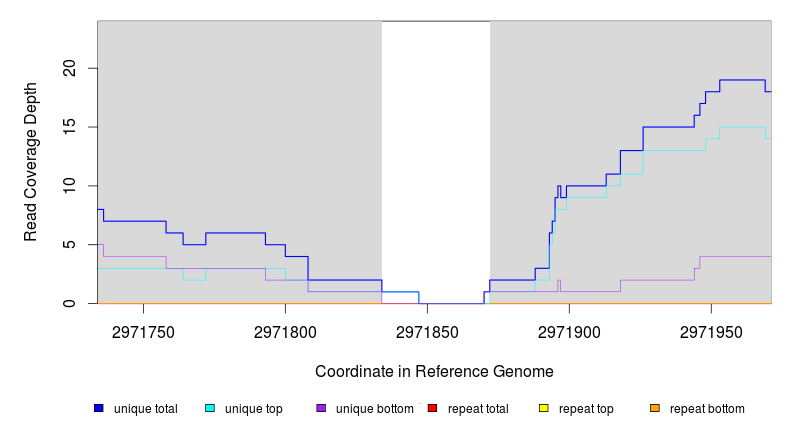 Read Coverage Depth
20
15
10
5
0
2971750 2971800 2971850 2971900 2971950
Coordinate in Reference Genome
unique total unique top unique bottom repeat total repeat top repeat bottom